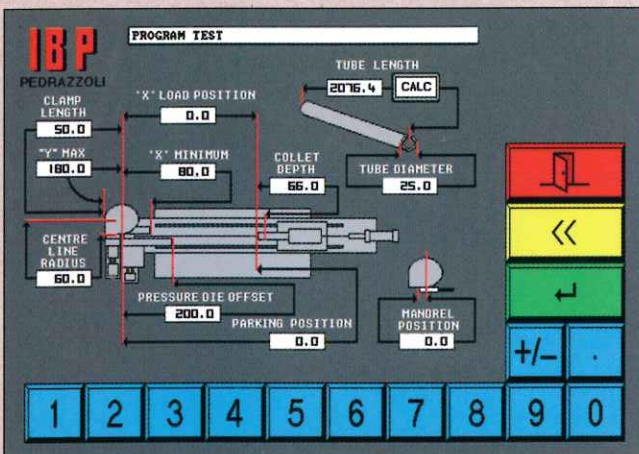 IBP
PEDRAZZOLI
PROGRAM TEST
TUBE LENGTH
2076.4 CALC
CLAMP
LENGTH
50.0
'X' LOAD POSITION
0.0
"Y" MAX
180.0
'X' MINIMUM
80.0
COLLET
DEPTH
66.0
TUBE DIAMETER
25.0
CENTRE
LINE
RADIUS
60.0
PRESSURE DIE OFFSET
200.0
PARKING POSITION
0.0
MANDREL
POSITION
0.0
<<
+/- .
1 2 3 4 5 6 7 8 9 0